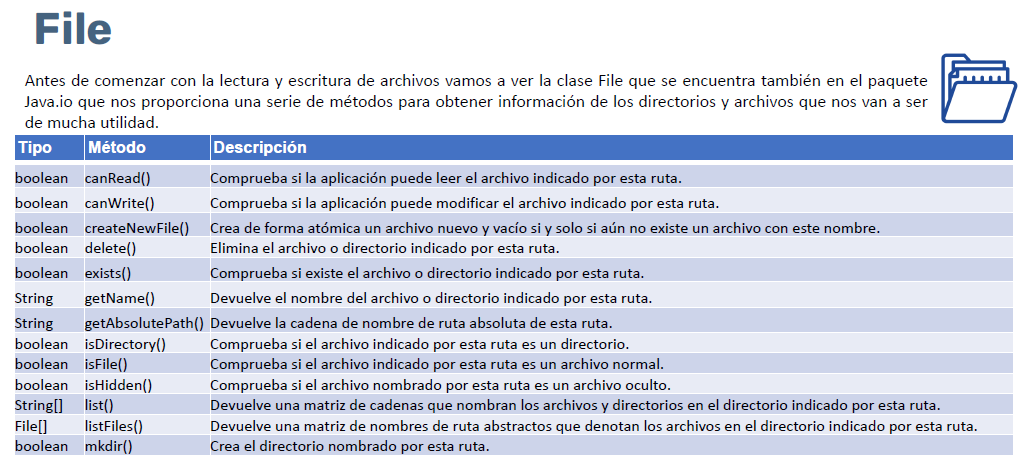 File
Antes de comenzar con la lectura y escritura de archivos vamos a ver la clase File que se encuentra también en el paquete
Java.io que nos proporciona una serie de métodos para obtener información de los directorios y archivos que nos van a ser
de mucha utilidad.
Tipo Método Descripción
boolean canRead() Comprueba si la aplicación puede leer el archivo indicado por esta ruta.
boolean canWrite() Comprueba si la aplicación puede modificar el archivo indicado por esta ruta.
boolean createNewFile() Crea de forma atómica un archivo nuevo y vacío si y solo si aún no existe un archivo con este nombre.
boolean delete() Elimina el archivo o directorio indicado por esta ruta.
boolean exists() Comprueba si existe el archivo o directorio indicado por esta ruta.
String getName() Devuelve el nombre del archivo o directorio indicado por esta ruta.
String getAbsolutePath() Devuelve la cadena de nombre de ruta absoluta de esta ruta.
boolean isDirectory() Comprueba si el archivo indicado por esta ruta es un directorio.
boolean isFile() Comprueba si el archivo indicado por esta ruta es un archivo normal.
boolean isHidden() Comprueba si el archivo nombrado por esta ruta es un archivo oculto.
String[] list() Devuelve una matriz de cadenas que nombran los archivos y directorios en el directorio indicado por esta ruta.
File[] listFiles() Devuelve una matriz de nombres de ruta abstractos que denotan los archivos en el directorio indicado por esta ruta.
boolean mkdir() Crea el directorio nombrado por esta ruta.